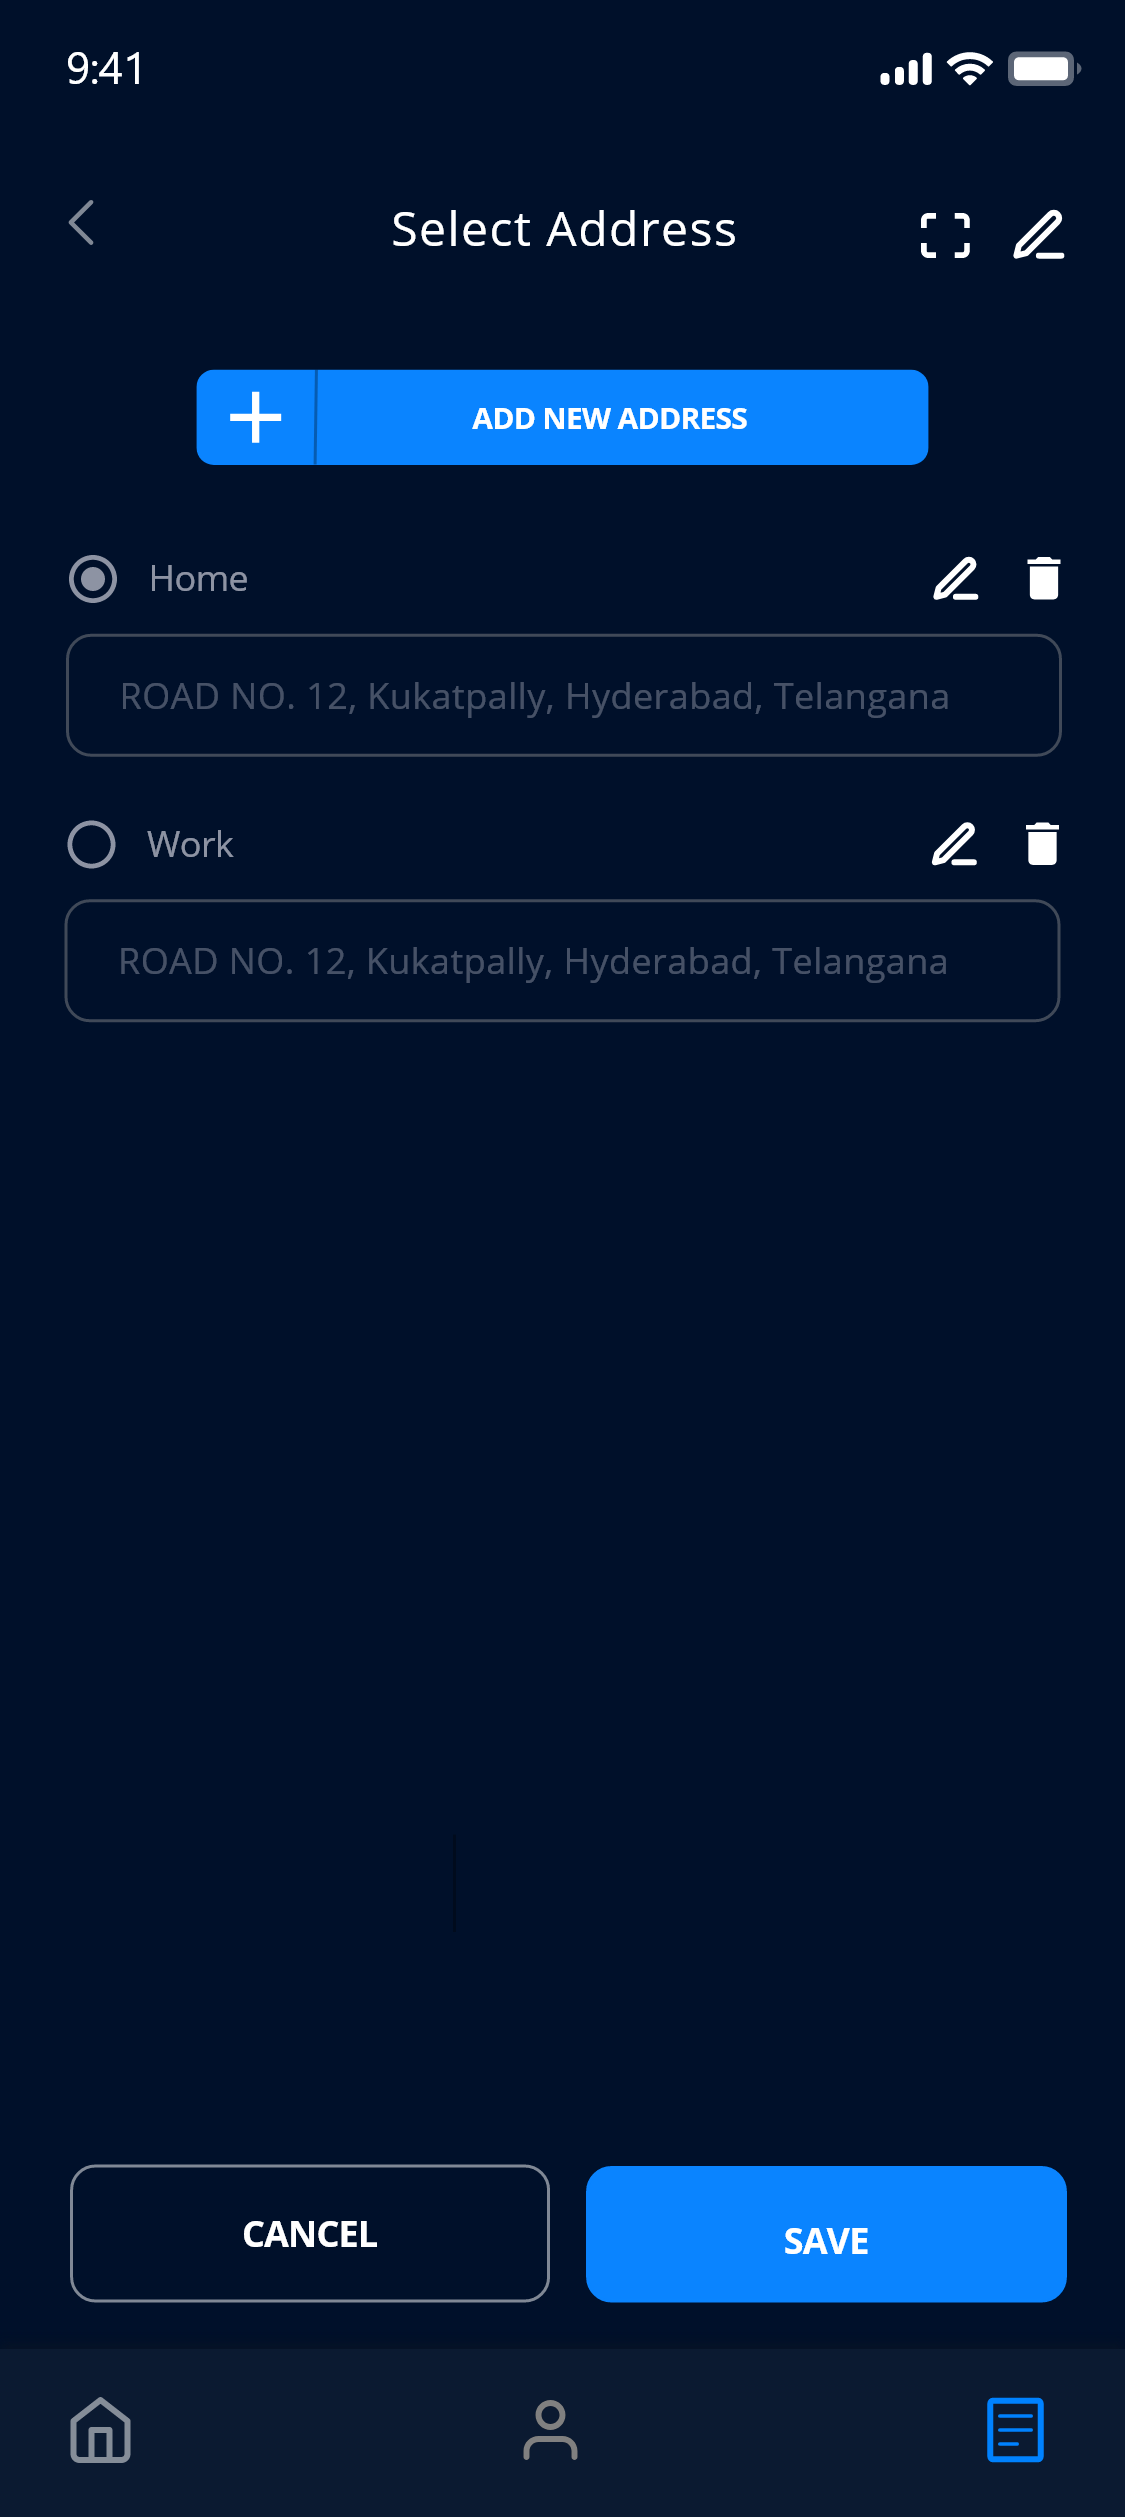 9:41
Select Address
ADD NEW ADDRESS
Home
ROAD NO. 12, Kukatpally, Hyderabad, Telangana
Work
ROAD NO. 12, Kukatpally, Hyderabad, Telangana
CANCEL
SAVE